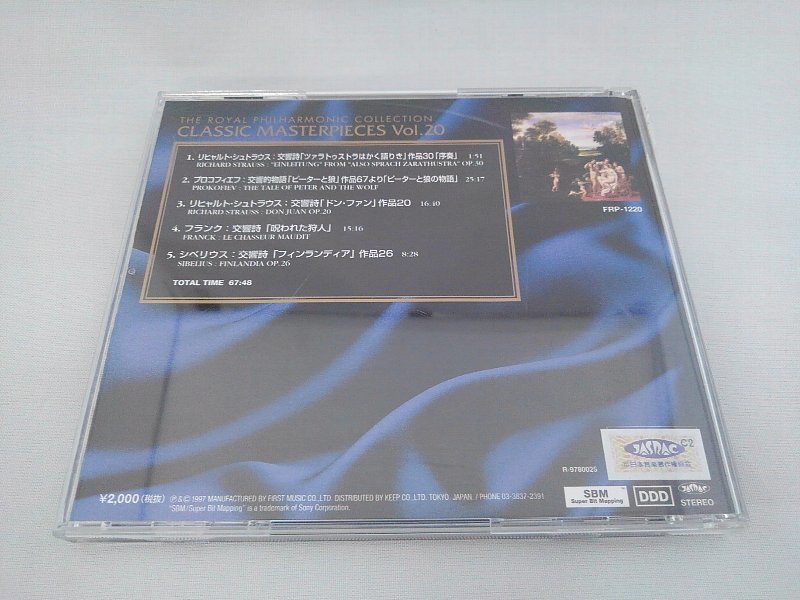 THE ROYAL PHILHARMONIC COLLECTION
CLASSIC MASTERPIECES Vol.20
1. リヒャルト・シュトラウス：交響詩「ツァラトゥストラはかく語りき」作品30「序奏」 1:51
RICHARD STRAUSS : "EINLEITUNG" FROM "ALSO SPRACH ZARATHUSTRA" OP.30
2. プロコフィエフ：交響的物語「ピーターと狼」作品67より「ピーターと狼の物語」 25:17
PROKOFIEV : THE TALE OF PETER AND THE WOLF
3. リヒャルト・シュトラウス：交響詩「ドン・ファン」作品20 16:40
RICHARD STRAUSS : DON JUAN OP.20
4. フランク：交響詩「呪われた狩人」 15:16
FRANCK : LE CHASSEUR MAUDIT
5. シベリウス：交響詩「フィンランディア」作品26 8:28
SIBELIUS : FINLANDIA OP.26
TOTAL TIME 67:48
FRP-1220
JASRAC C2
R-9780025
¥2,000(税抜) Ⓟ & © 1997 MANUFACTURED BY FIRST MUSIC CO.,LTD. DISTRIBUTED BY KEEP CO.,LTD. TOKYO. JAPAN. / PHONE 03-3837-2391
"SBM/Super Bit Mapping" is a trademark of Sony Corporation.
SBM
Super Bit Mapping
DDD
JASRAC
STEREO